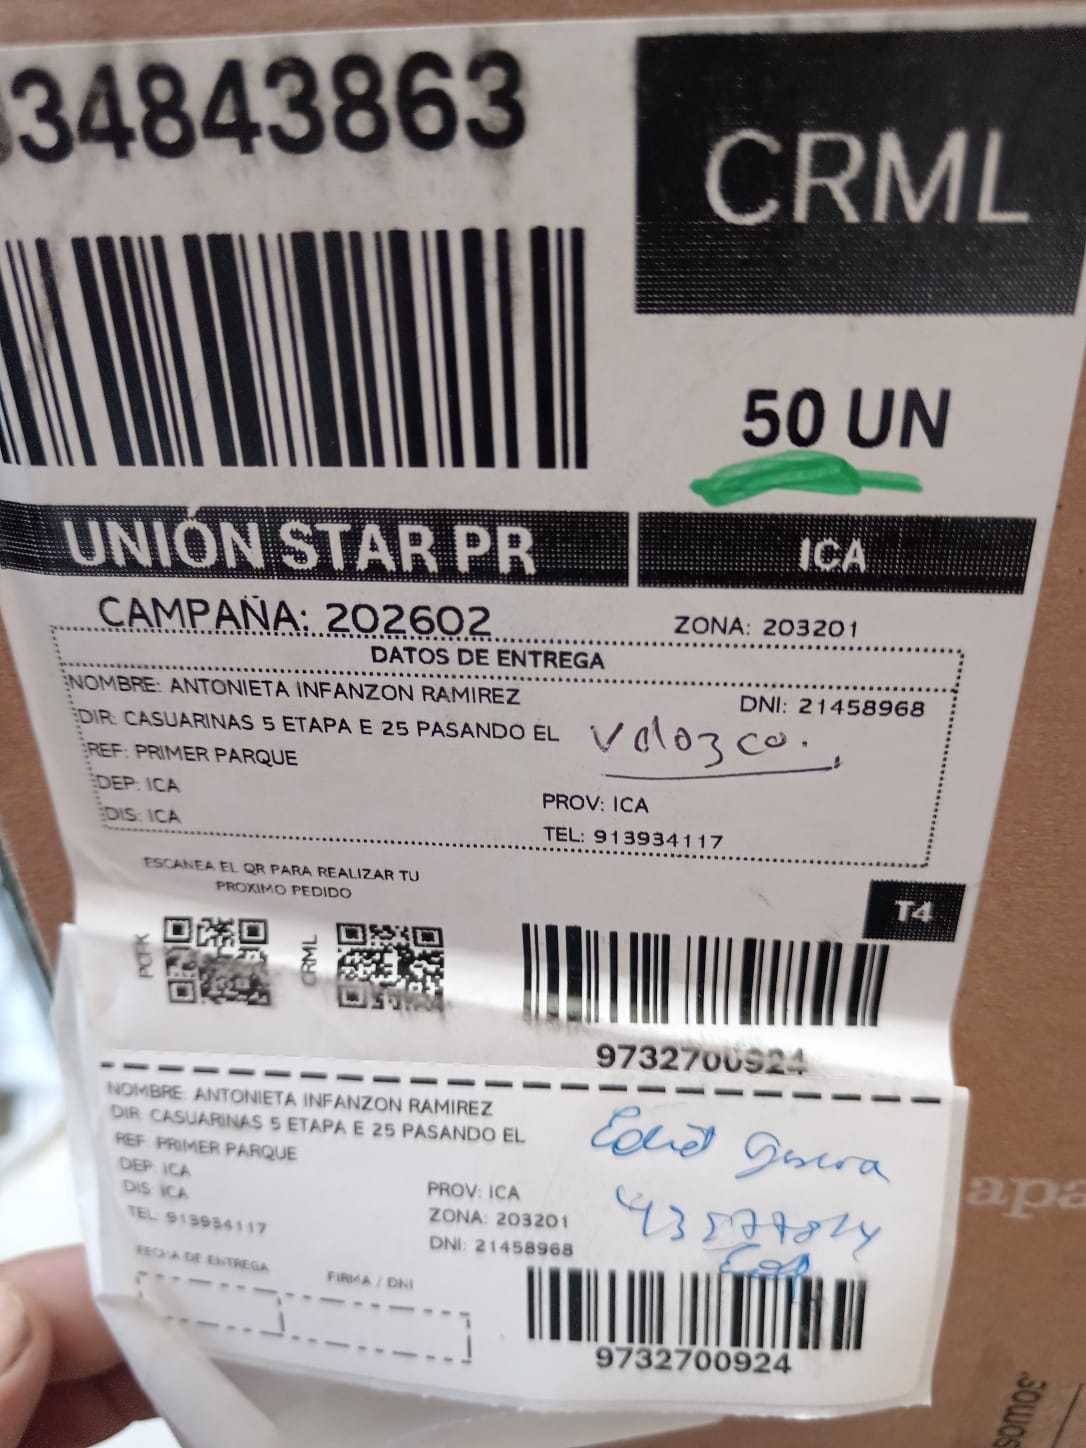 34843863
CRML
50 UN
UNIÓN STAR PR
ICA
CAMPAÑA: 202602
ZONA: 203201
DATOS DE ENTREGA
NOMBRE: ANTONIETA INFANZON RAMIREZ
DNI: 21458968
DIR: CASUARINAS 5 ETAPA E 25 PASANDO EL
REF: PRIMER PARQUE
DEP: ICA
PROV: ICA
DIS: ICA
TEL: 913934117
ESCANEA EL QR PARA REALIZAR TU
PROXIMO PEDIDO
T4
CRML
9732700924
NOMBRE: ANTONIETA INFANZON RAMIREZ
DIR: CASUARINAS 5 ETAPA E 25 PASANDO EL
REF: PRIMER PARQUE
DEP: ICA
PROV: ICA
DIS: ICA
ZONA: 203201
TEL: 913934117
DNI: 21458968
FECHA DE ENTREGA
FIRMA / DNI
9732700924
apa
somos